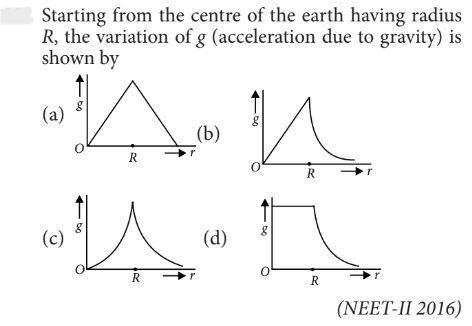 Starting from the centre of the earth having radius
R, the variation of g (acceleration due to gravity) is
shown by
(a) g O R r
(b) g O R r
(c) g O R r
(d) g O R r
(NEET-II 2016)